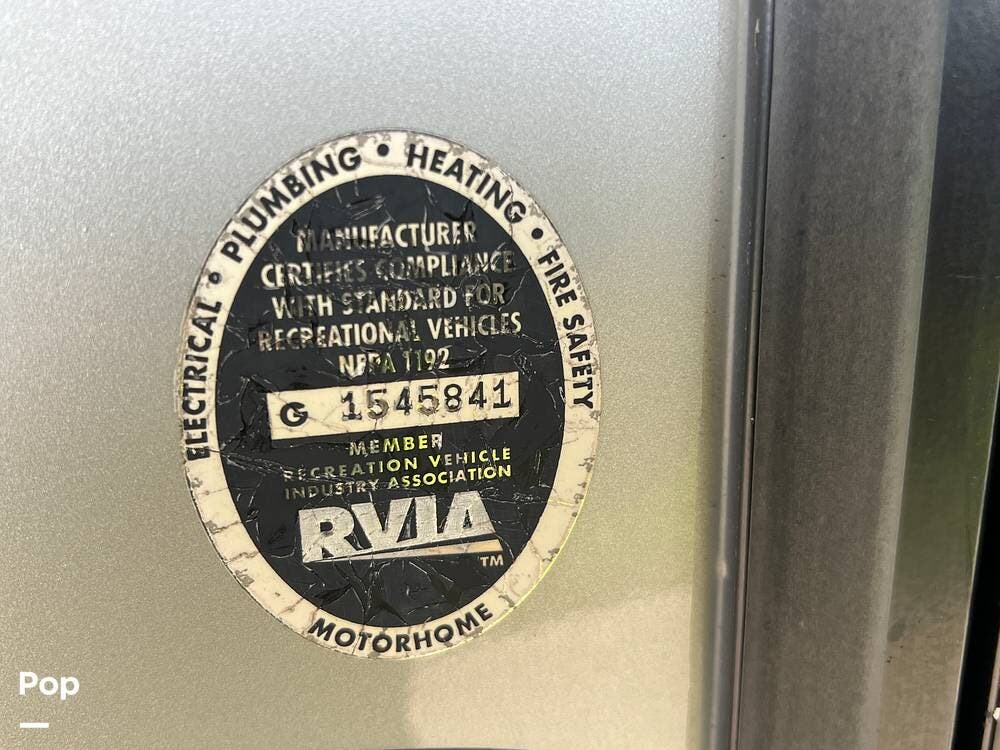 ELECTRICAL • PLUMBING • HEATING • FIRE SAFETY
MANUFACTURER
CERTIFIES COMPLIANCE
WITH STANDARD FOR
RECREATIONAL VEHICLES
NFPA 1192
G 1545841
MEMBER
RECREATION VEHICLE
INDUSTRY ASSOCIATION
RVIA
TM
MOTORHOME
Pop